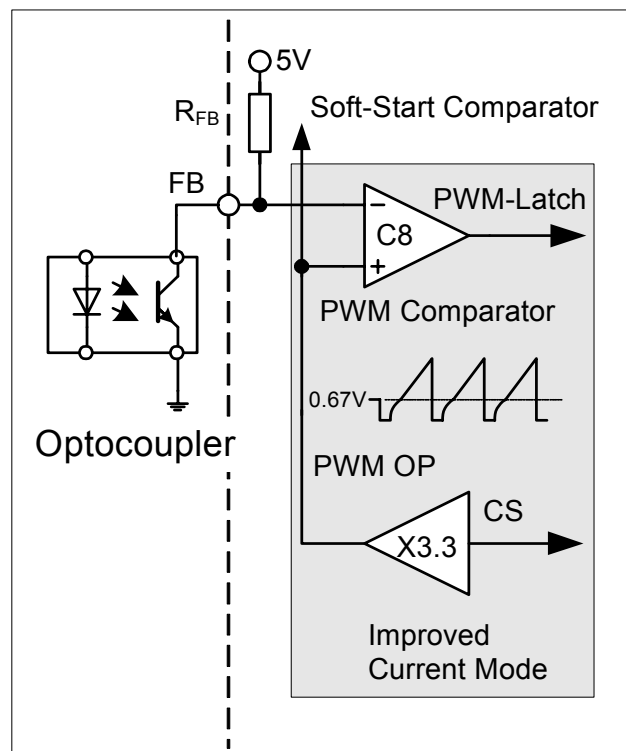 5V
R_FB
Soft-Start Comparator
FB
PWM-Latch
−
C8
+
PWM Comparator
0.67V
Optocoupler
PWM OP
CS
X3.3
Improved
Current Mode